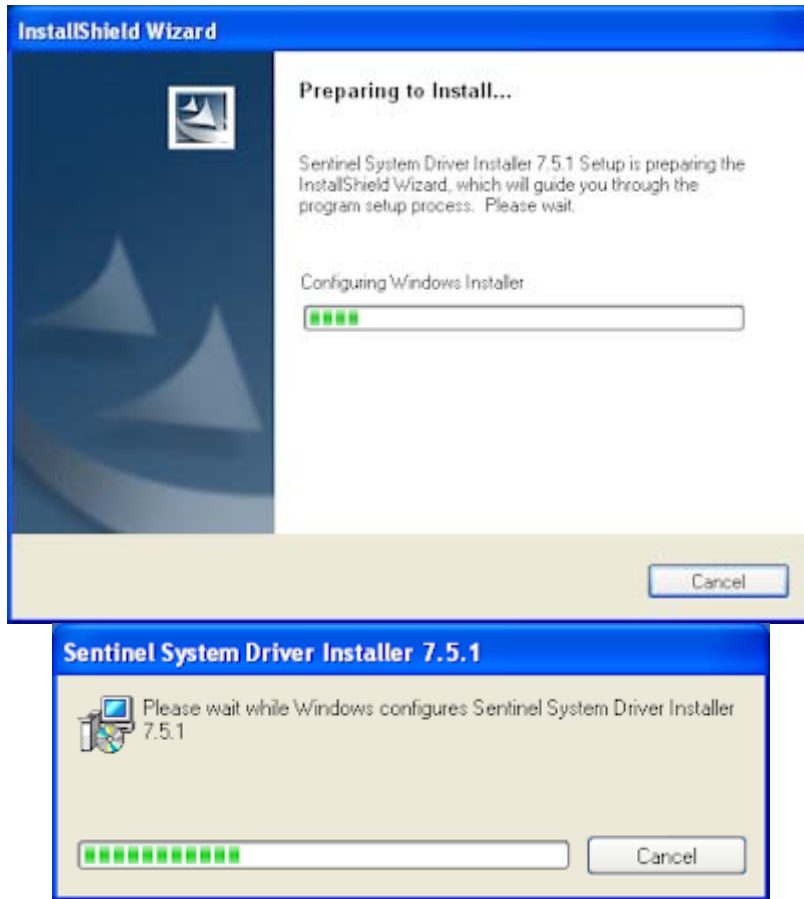 InstallShield Wizard
Preparing to Install...
Sentinel System Driver Installer 7.5.1 Setup is preparing the
InstallShield Wizard, which will guide you through the
program setup process. Please wait.
Configuring Windows Installer
Cancel
Sentinel System Driver Installer 7.5.1
Please wait while Windows configures Sentinel System Driver Installer
7.5.1
Cancel